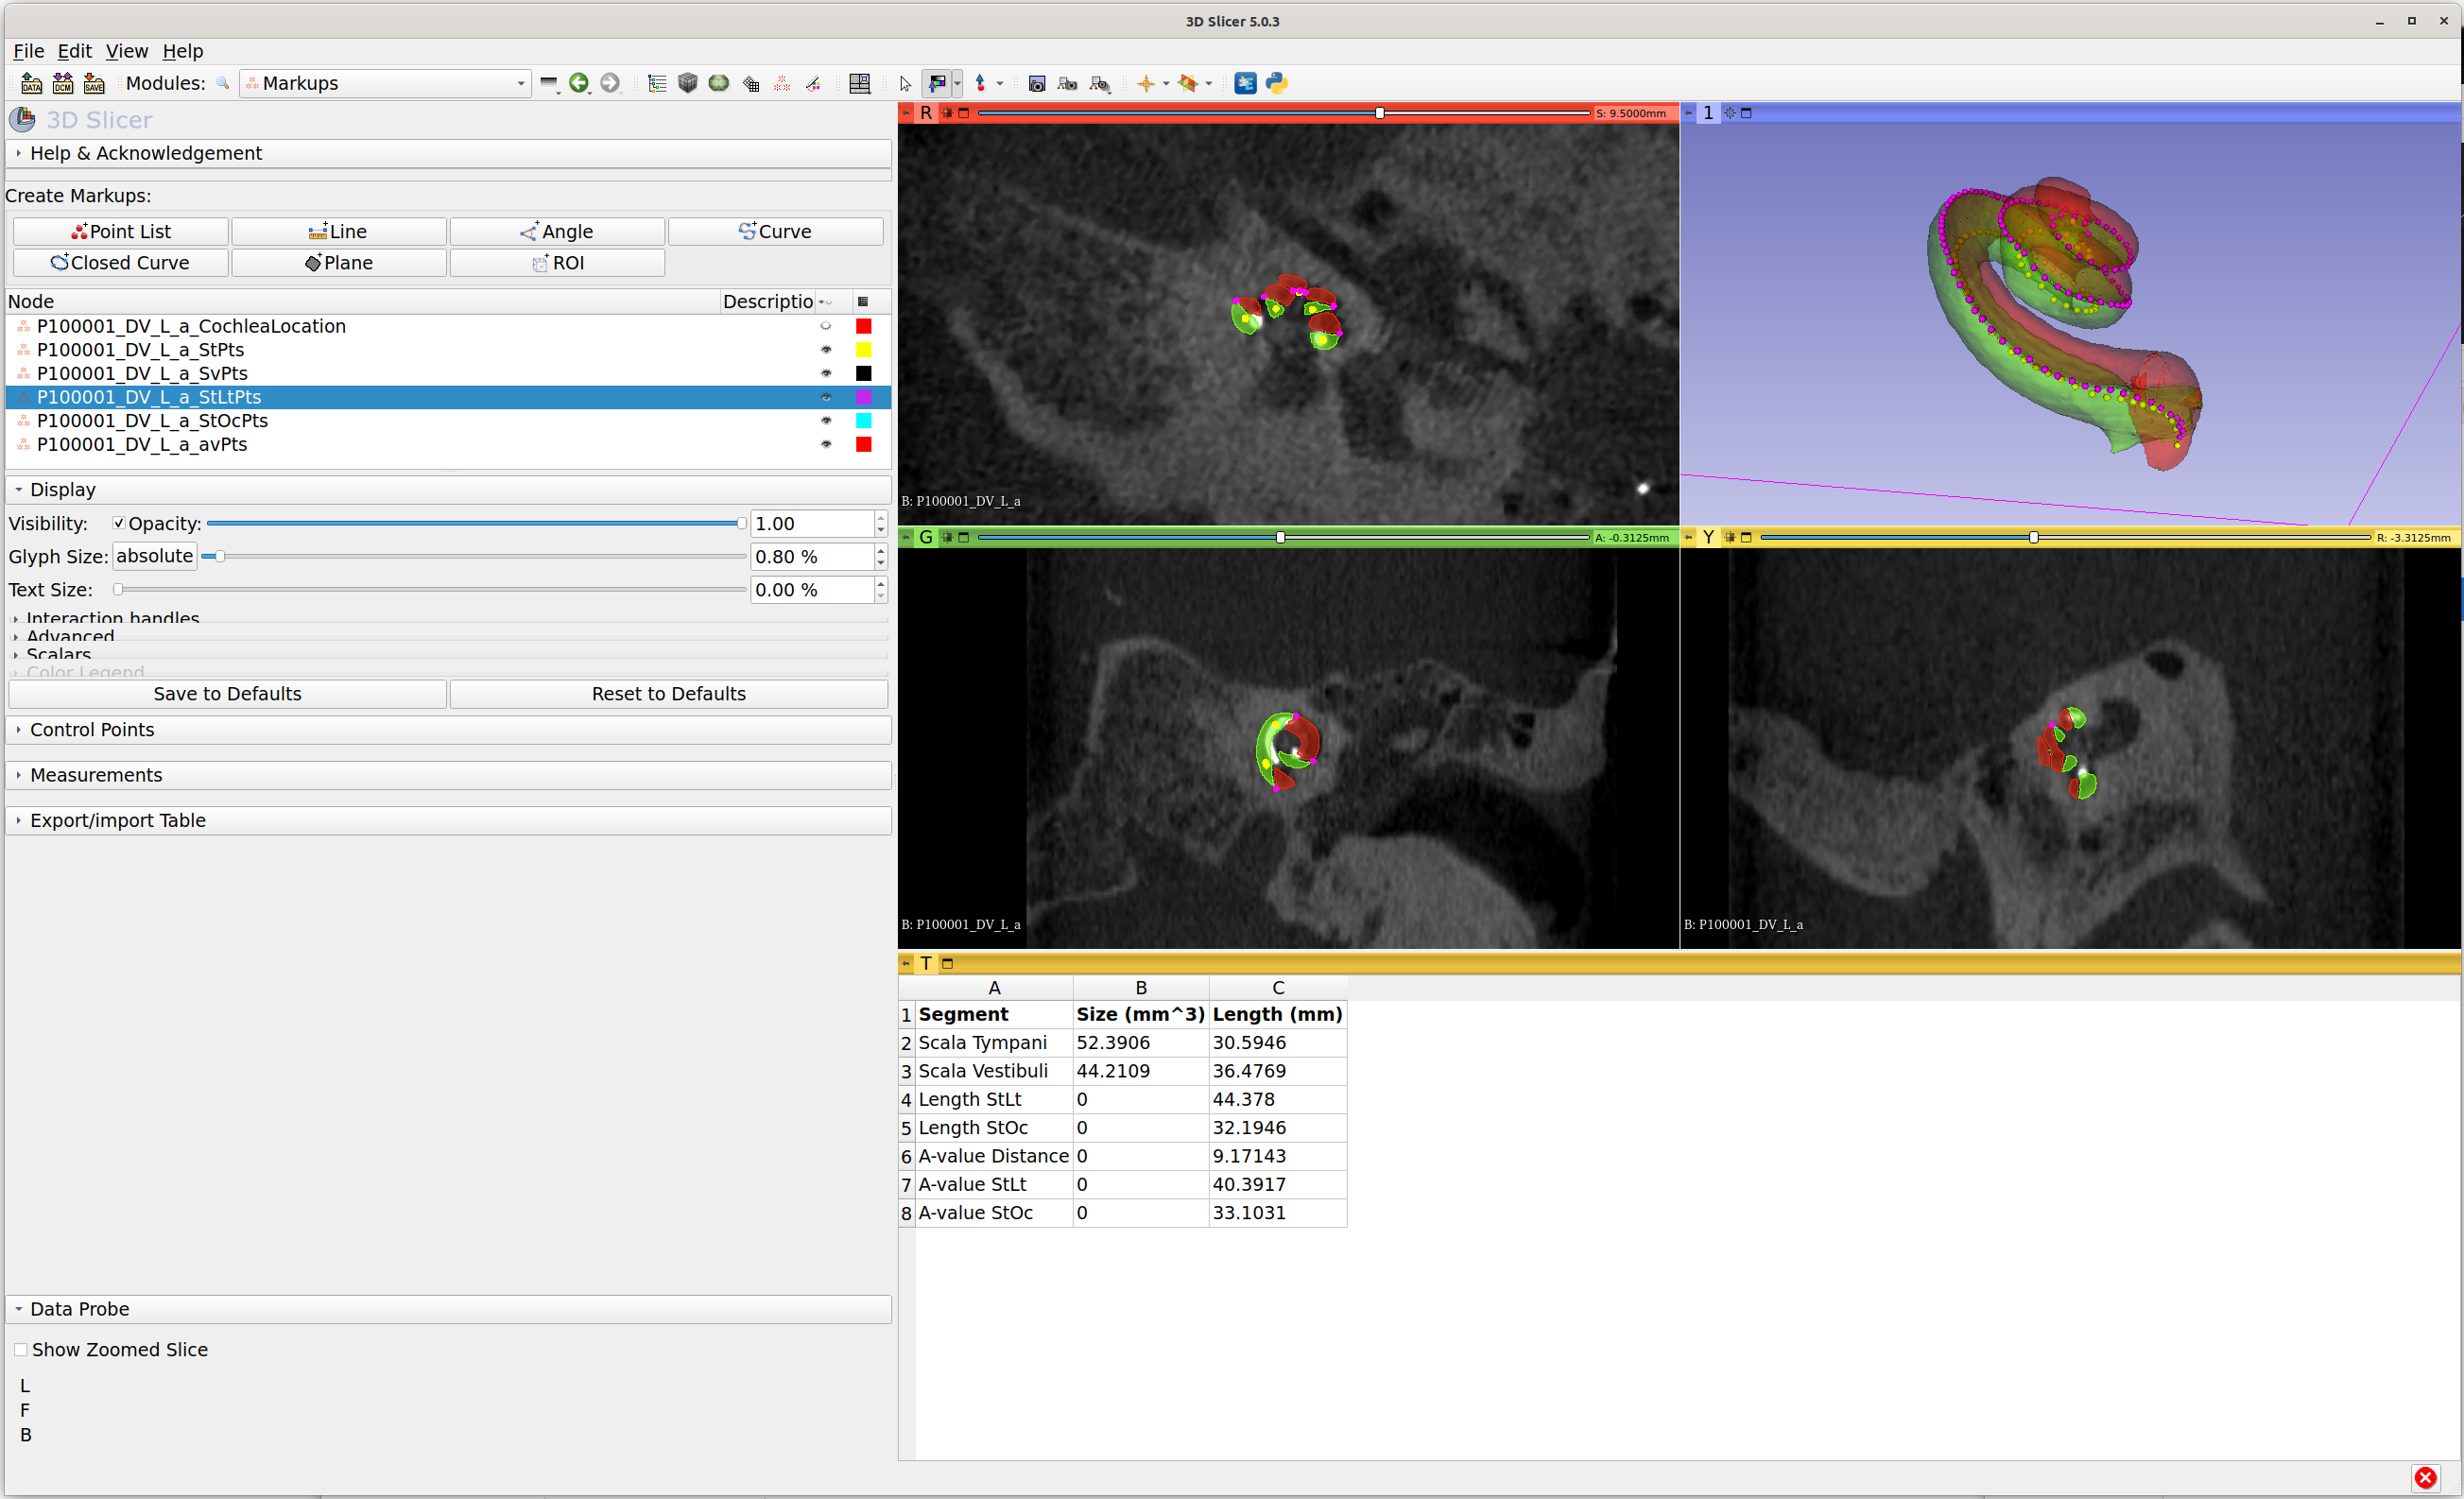 3D Slicer 5.0.3
File Edit View Help
DATA DCM SAVE Modules: Markups
3D Slicer
Help & Acknowledgement
Create Markups:
Point List Line Angle Curve
Closed Curve Plane ROI
Node Descriptio
P100001_DV_L_a_CochleaLocation
P100001_DV_L_a_StPts
P100001_DV_L_a_SvPts
P100001_DV_L_a_StLtPts
P100001_DV_L_a_StOcPts
P100001_DV_L_a_avPts
Display
Visibility: Opacity: 1.00
Glyph Size: absolute 0.80 %
Text Size: 0.00 %
Interaction handles
Advanced
Scalars
Color Legend
Save to Defaults Reset to Defaults
Control Points
Measurements
Export/import Table
Data Probe
Show Zoomed Slice
L
F
B
R S: 9.5000mm
B: P100001_DV_L_a
1
G A: -0.3125mm
B: P100001_DV_L_a
Y R: -3.3125mm
B: P100001_DV_L_a
T
A B C
1 Segment Size (mm^3) Length (mm)
2 Scala Tympani 52.3906 30.5946
3 Scala Vestibuli 44.2109 36.4769
4 Length StLt 0 44.378
5 Length StOc 0 32.1946
6 A-value Distance 0 9.17143
7 A-value StLt 0 40.3917
8 A-value StOc 0 33.1031